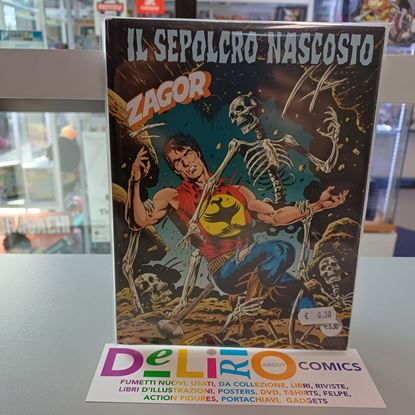 IL SEPOLCRO NASCOSTO
ZAGOR
€ 6,50
DeLiRiO
ABOUT
COMICS
FUMETTI NUOVI, USATI, DA COLLEZIONE, LIBRI, RIVISTE,
LIBRI D'ILLUSTRAZIONI, POSTERS, DVD, T-SHIRTS, FELPE,
ACTION FIGURES, PORTACHIAVI, GADGETS